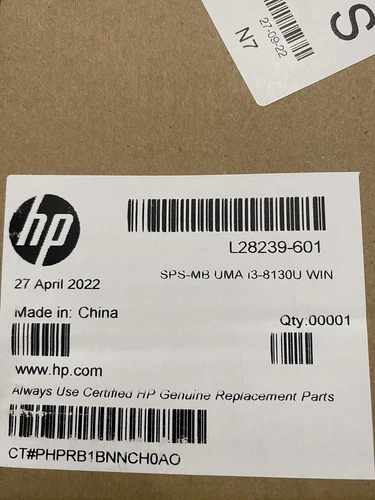 S
27-09-22
N7
hp
L28239-601
SPS-MB UMA i3-8130U WIN
27 April 2022
Made in: China
Qty:00001
www.hp.com
Always Use Certified HP Genuine Replacement Parts
CT#PHPRB1BNNCH0AO